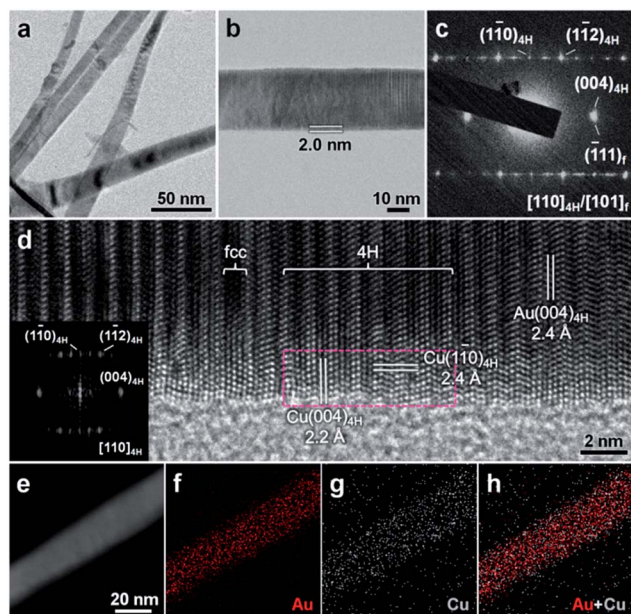 a
50 nm
b
2.0 nm
10 nm
c
(11̄0)4H
(11̄2)4H
(004)4H
(1̄11)f
[110]4H/[101]f
d
fcc
4H
Au(004)4H
2.4 Å
Cu(11̄0)4H
2.4 Å
Cu(004)4H
2.2 Å
2 nm
(11̄0)4H
(11̄2)4H
(004)4H
[110]4H
e
20 nm
f
Au
g
Cu
h
Au+Cu